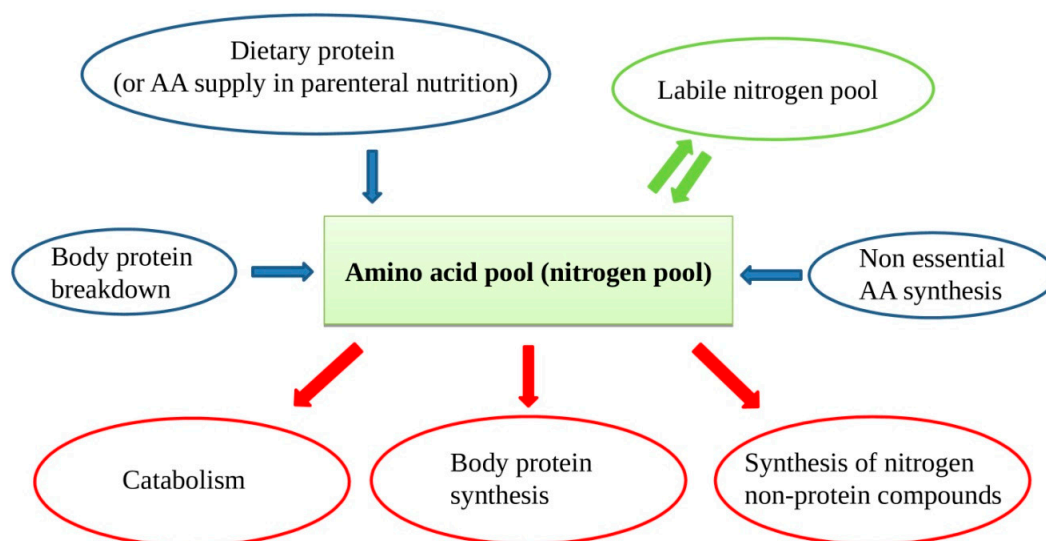 Dietary protein
(or AA supply in parenteral nutrition)
Labile nitrogen pool
Body protein
breakdown
Amino acid pool (nitrogen pool)
Non essential
AA synthesis
Catabolism
Body protein
synthesis
Synthesis of nitrogen
non-protein compounds